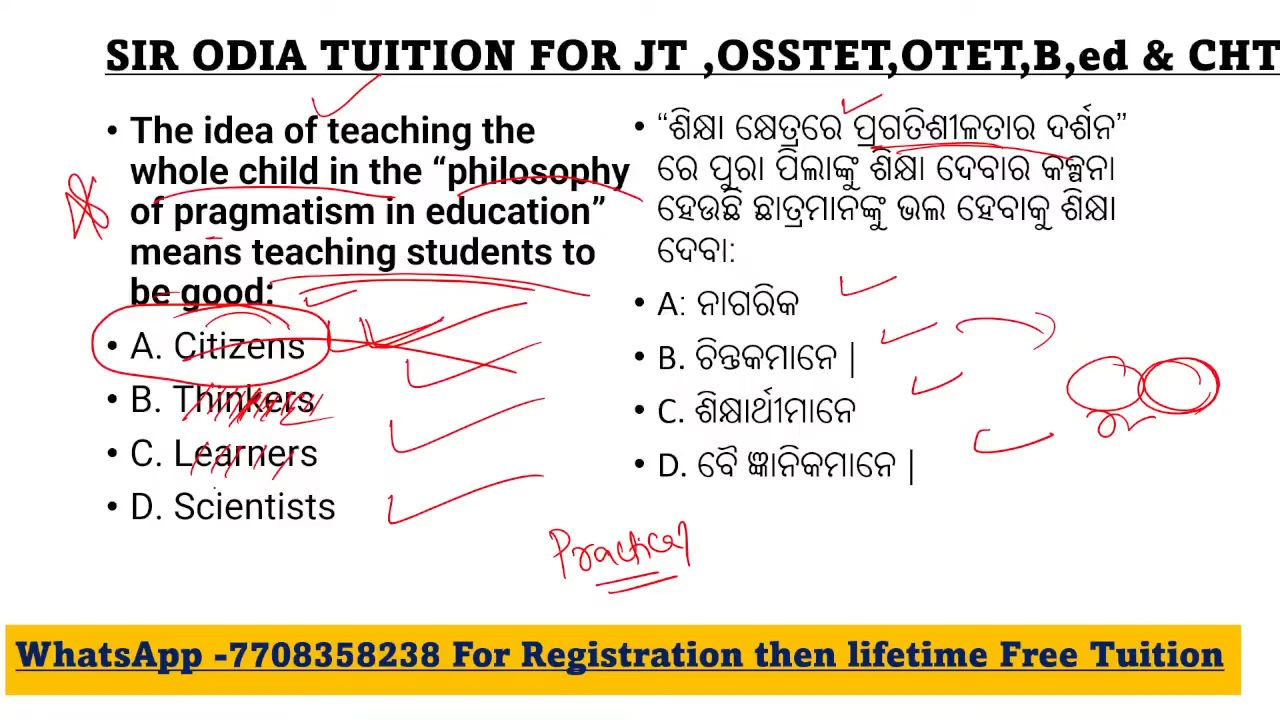 SIR ODIA TUITION FOR JT ,OSSTET,OTET,B,ed & CHT
• The idea of teaching the
whole child in the “philosophy
of pragmatism in education”
means teaching students to
be good:
• A. Citizens
• B. Thinkers
• C. Learners
• D. Scientists
• “ଶିକ୍ଷା କ୍ଷେତ୍ରରେ ପ୍ରଗତିଶୀଳତାର ଦର୍ଶନ”
ରେ ପୁରା ପିଲାଙ୍କୁ ଶିକ୍ଷା ଦେବାର କଳ୍ପନା
ହେଉଛି ଛାତ୍ରମାନଙ୍କୁ ଭଲ ହେବାକୁ ଶିକ୍ଷା
ଦେବା:
• A: ନାଗରିକ
• B. ଚିନ୍ତକମାନେ |
• C. ଶିକ୍ଷାର୍ଥୀମାନେ
• D. ବୈ ଜ୍ଞାନିକମାନେ |
Practical
WhatsApp -7708358238 For Registration then lifetime Free Tuition